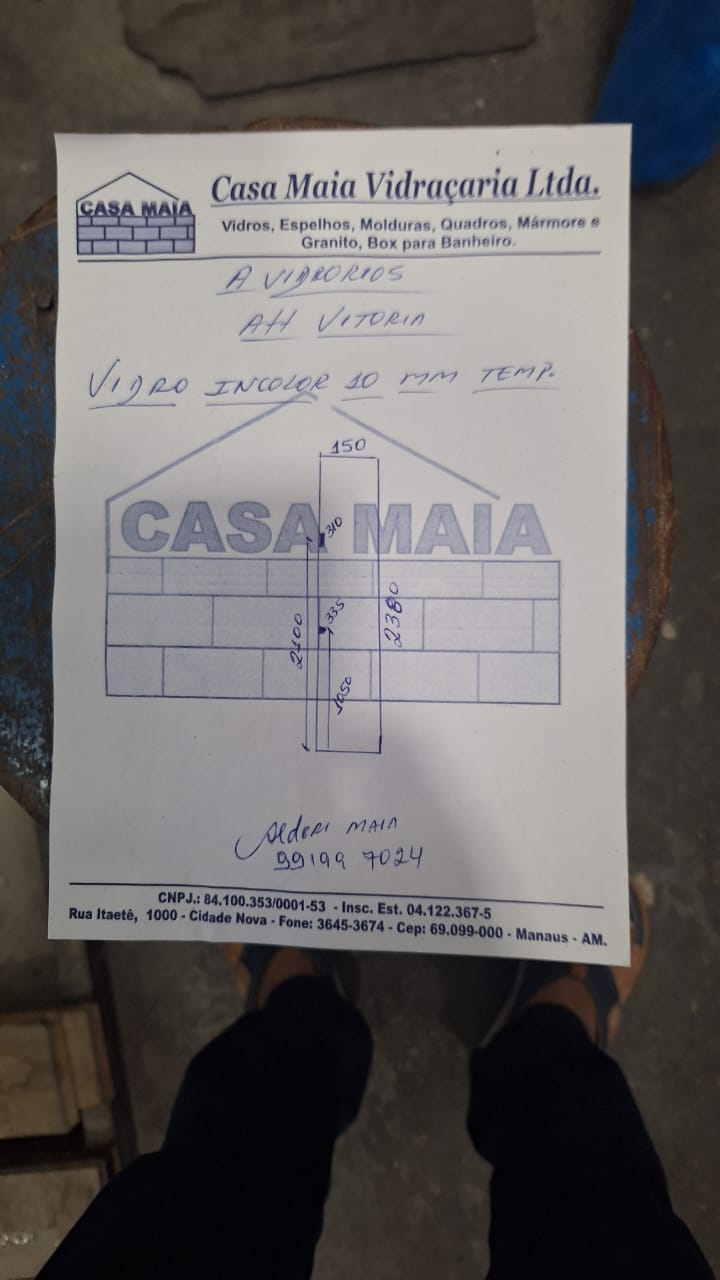 CASA MAIA
Casa Maia Vidraçaria Ltda.
Vidros, Espelhos, Molduras, Quadros, Mármore e
Granito, Box para Banheiro.
A VIDRORIOS
ATT VITORIA
VIDRO INCOLOR 10 MM TEMP.
150
CASA MAIA
310
335
2100
2380
1050
Alderi MAIA
99199 7024
CNPJ.: 84.100.353/0001-53 - Insc. Est. 04.122.367-5
Rua Itaetê, 1000 - Cidade Nova - Fone: 3645-3674 - Cep: 69.099-000 - Manaus - AM.